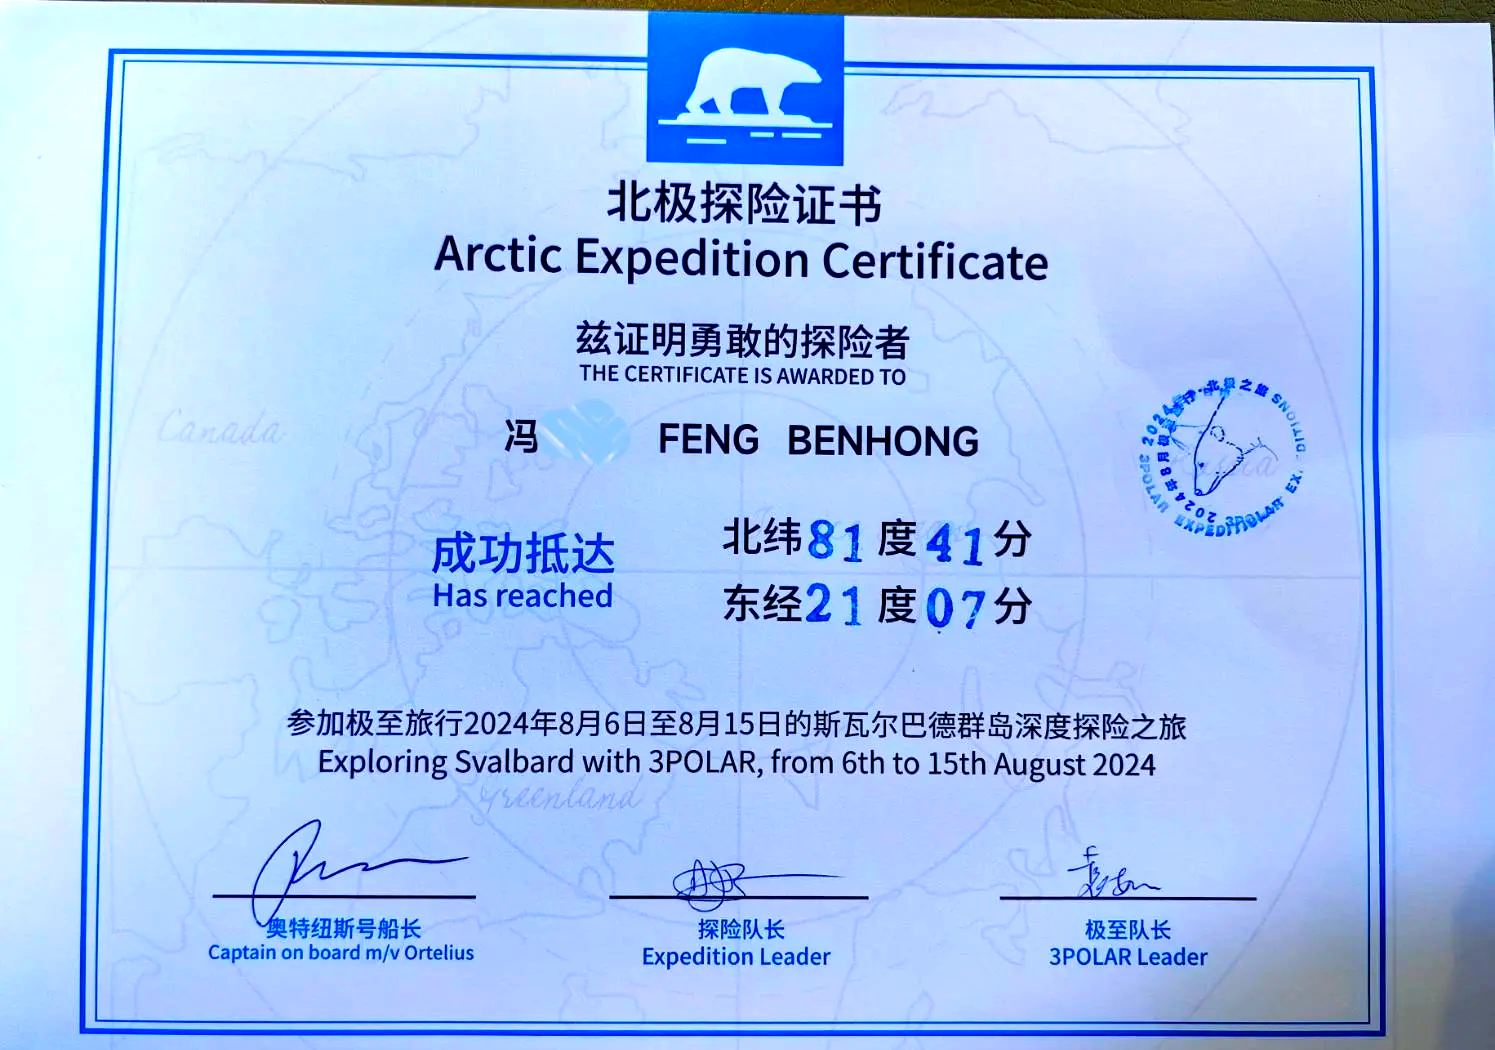 北极探险证书
Arctic Expedition Certificate
兹证明勇敢的探险者
THE CERTIFICATE IS AWARDED TO
冯 FENG BENHONG
成功抵达
Has reached
北纬81度41分
东经21度07分
Canada
参加极至旅行2024年8月6日至8月15日的斯瓦尔巴德群岛深度探险之旅
Exploring Svalbard with 3POLAR, from 6th to 15th August 2024
Greenland
奥特纽斯号船长
Captain on board m/v Ortelius
探险队长
Expedition Leader
极至队长
3POLAR Leader